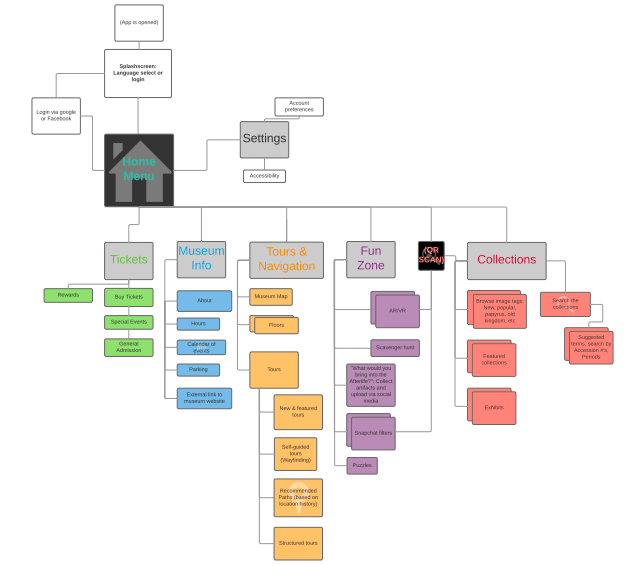 (App is opened)
Splashscreen:
Language select or
login
Login via google
or Facebook
Account
preferences
Settings
Accessibility
Home
Menu
Tickets
Museum
Info
Tours &
Navigation
Fun
Zone
(QR
SCAN)
Collections
Rewards
Buy Tickets
Special Events
General
Admission
About
Hours
Calendar of
events
Parking
External link to
museum website
Museum Map
Floors
Tours
New & featured
tours
Self-guided
tours
(Wayfinding)
Recommended
Paths (based on
location history)
Structured tours
AR/VR
Scavenger hunt
"What would you
bring into the
Afterlife?": Collect
artifacts and
upload via social
media
Snapchat filters
Puzzles
Browse image tags
New, popular,
papyrus, old
kingdom, etc
Featured
collections
Exhibits
Search the
collections
Suggested
terms, search by
Accession #'s,
Periods